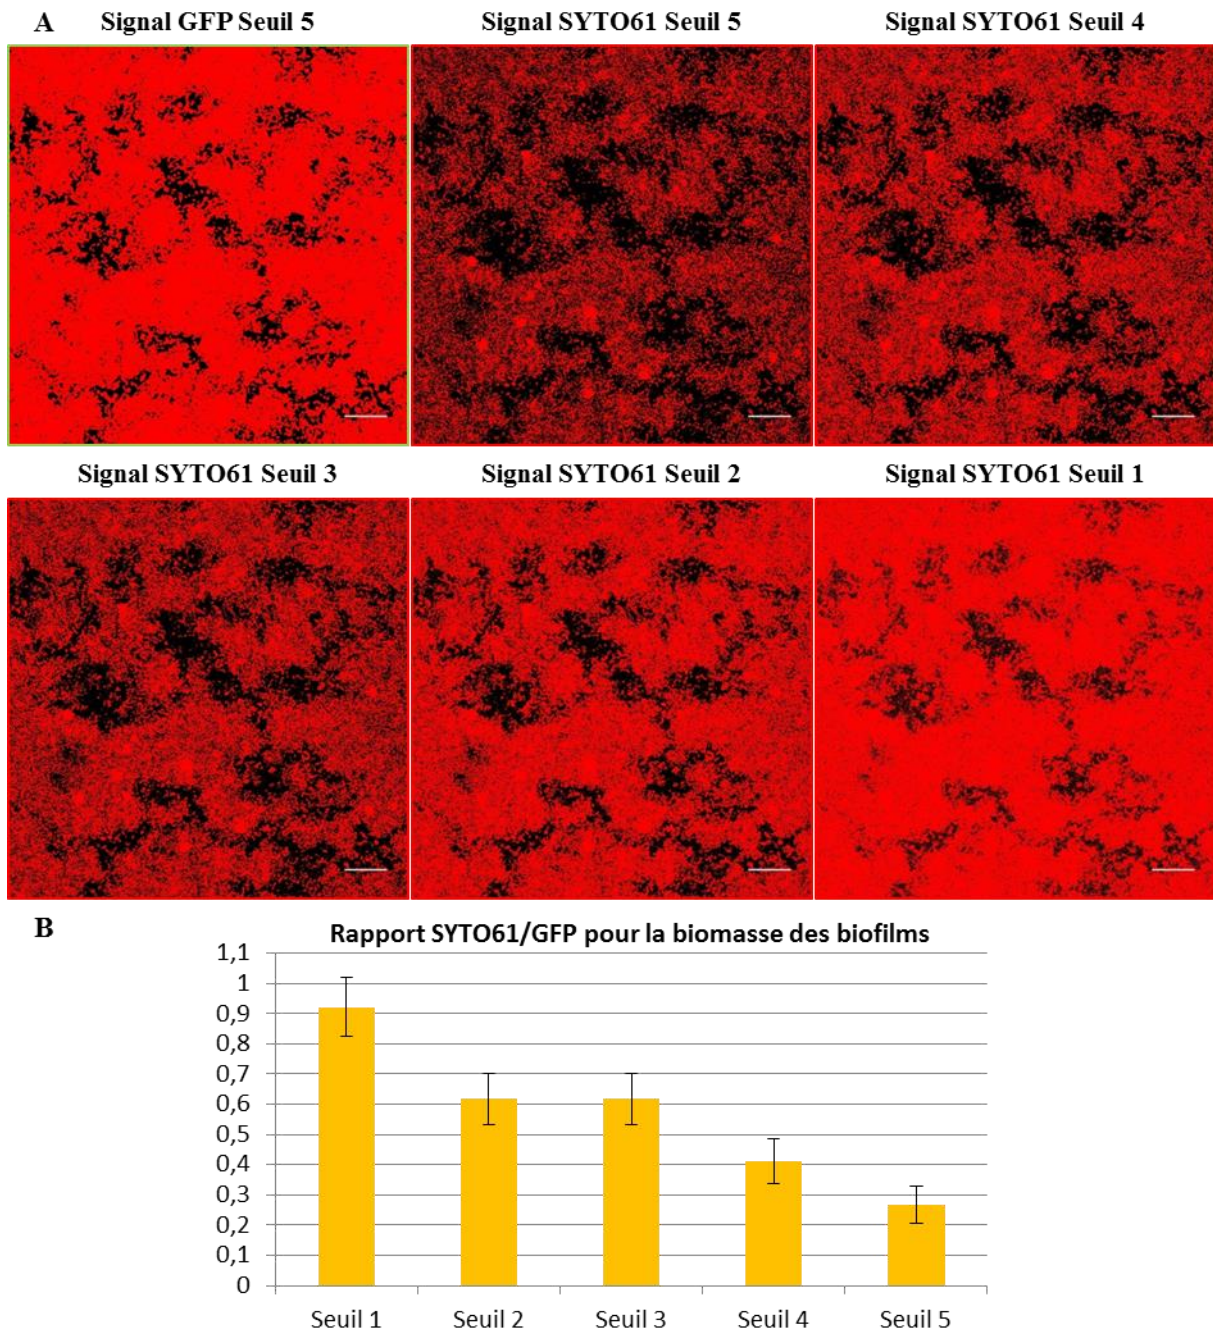 A
Signal GFP Seuil 5
Signal SYTO61 Seuil 5
Signal SYTO61 Seuil 4
Signal SYTO61 Seuil 3
Signal SYTO61 Seuil 2
Signal SYTO61 Seuil 1
B
Rapport SYTO61/GFP pour la biomasse des biofilms
1,1
1
0,9
0,8
0,7
0,6
0,5
0,4
0,3
0,2
0,1
0
Seuil 1
Seuil 2
Seuil 3
Seuil 4
Seuil 5